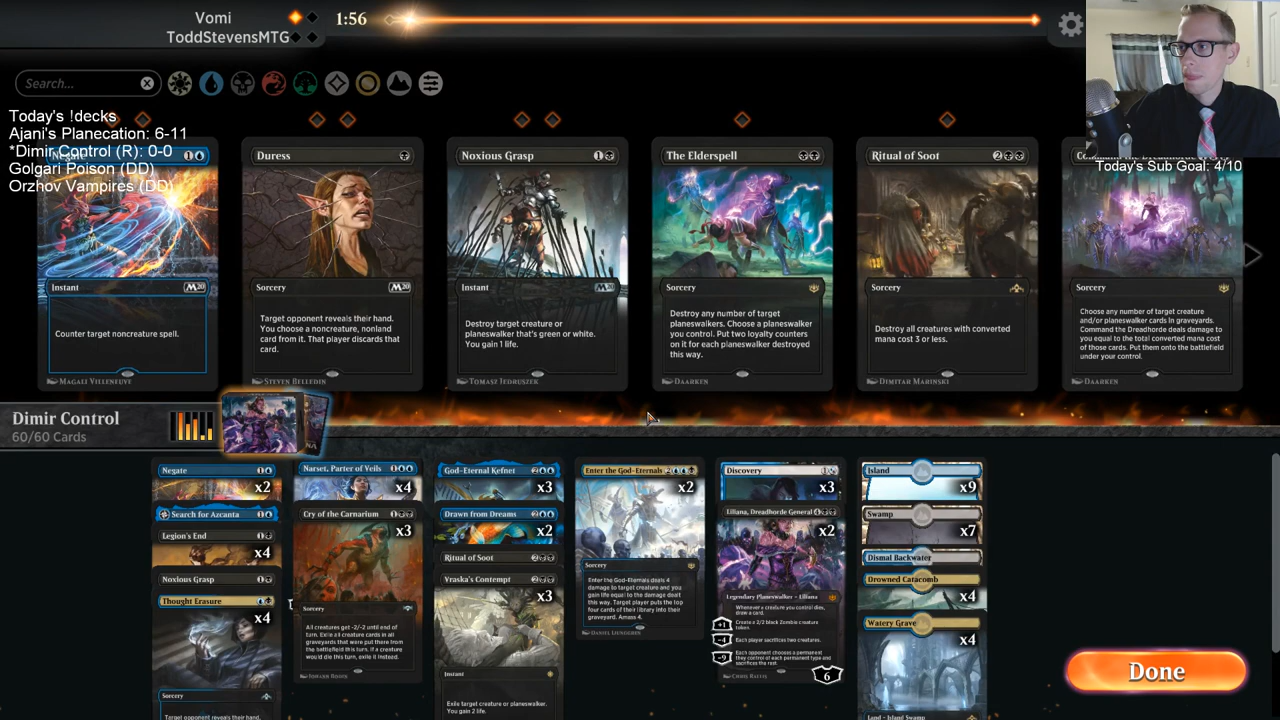 Vomi
ToddStevensMTG
1:56
Search...
Today's !decks
Ajani's Planecation: 6-11
*Dimir Control (R): 0-0
Golgari Poison (DD)
Orzhov Vampires (DD)
Today's Sub Goal: 4/10
Negate
Instant
M20
Counter target noncreature spell.
Magali Villeneuve
Duress
Sorcery
M20
Target opponent reveals their hand.
You choose a noncreature, nonland
card from it. That player discards that
card.
Steven Belledin
Noxious Grasp
1
Instant
Destroy target creature or
planeswalker that's green or white.
You gain 1 life.
Tomasz Jedruszek
The Elderspell
Sorcery
Destroy any number of target
planeswalkers. Choose a planeswalker
you control. Put two loyalty counters
on it for each planeswalker destroyed
this way.
Daarken
Ritual of Soot
2
Sorcery
Destroy all creatures with converted
mana cost 3 or less.
Dimitar Marinski
Sorcery
Choose any number of target creature
and/or planeswalker cards in graveyards.
Command the Dreadhorde deals damage to
you equal to the total converted mana
cost of those cards. Put them onto the
battlefield under your control.
Daarken
Dimir Control
60/60 Cards
Negate
x2
Search for Azcanta
Legion's End
x4
Noxious Grasp
Thought Erasure
x4
Sorcery
Target opponent reveals their hand. You
Narset, Parter of Veils
x4
Cry of the Carnarium
x3
Sorcery
All creatures get -2/-2 until end of
turn. Exile all creature cards in all
graveyards that were put there from
the battlefield this turn. If a creature
would die this turn, exile it instead.
God-Eternal Kefnet
x3
Drawn from Dreams
x2
Ritual of Soot
Vraska's Contempt
x3
Instant
Exile target creature or planeswalker.
You gain 2 life.
Enter the God-Eternals
x2
Sorcery
Enter the God-Eternals deals 4
damage to target creature and you
gain life equal to the damage dealt
this way. Target player puts the top
four cards of their library into their
graveyard. Amass 4.
Discovery
x3
Liliana, Dreadhorde General
x2
Legendary Planeswalker - Liliana
Whenever a creature you control dies,
draw a card.
+1
Create a 2/2 black Zombie creature
token.
-4
Each player sacrifices two creatures.
-9
Each opponent chooses a permanent
they control of each permanent type and
sacrifices the rest.
6
Island
x9
Swamp
x7
Dismal Backwater
Drowned Catacomb
x4
Watery Grave
x4
Land - Island Swamp
Done